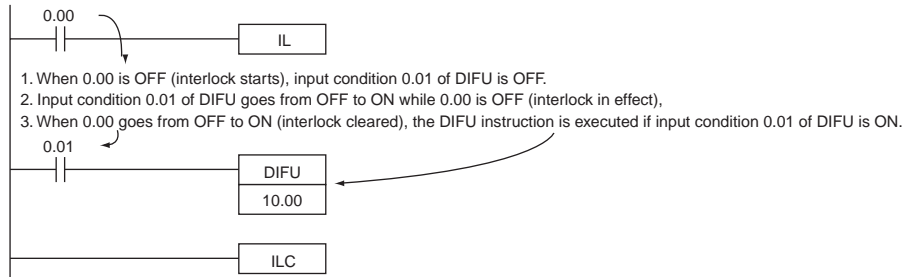 0.00
IL
1. When 0.00 is OFF (interlock starts), input condition 0.01 of DIFU is OFF.
2. Input condition 0.01 of DIFU goes from OFF to ON while 0.00 is OFF (interlock in effect),
3. When 0.00 goes from OFF to ON (interlock cleared), the DIFU instruction is executed if input condition 0.01 of DIFU is ON.
0.01
DIFU
10.00
ILC